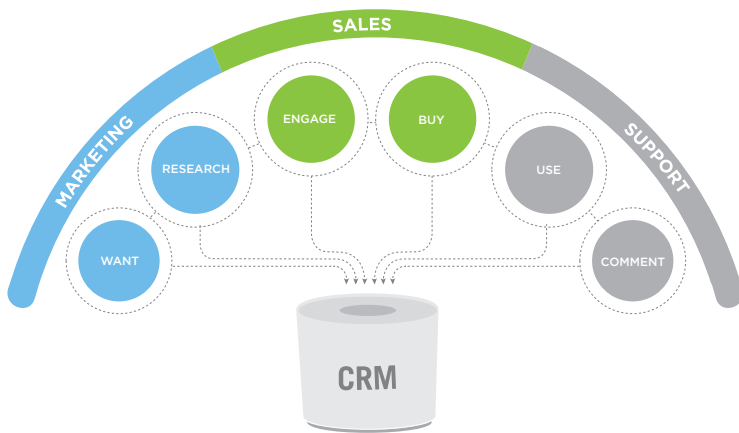 SALES
MARKETING
SUPPORT
ENGAGE
BUY
RESEARCH
USE
WANT
COMMENT
CRM